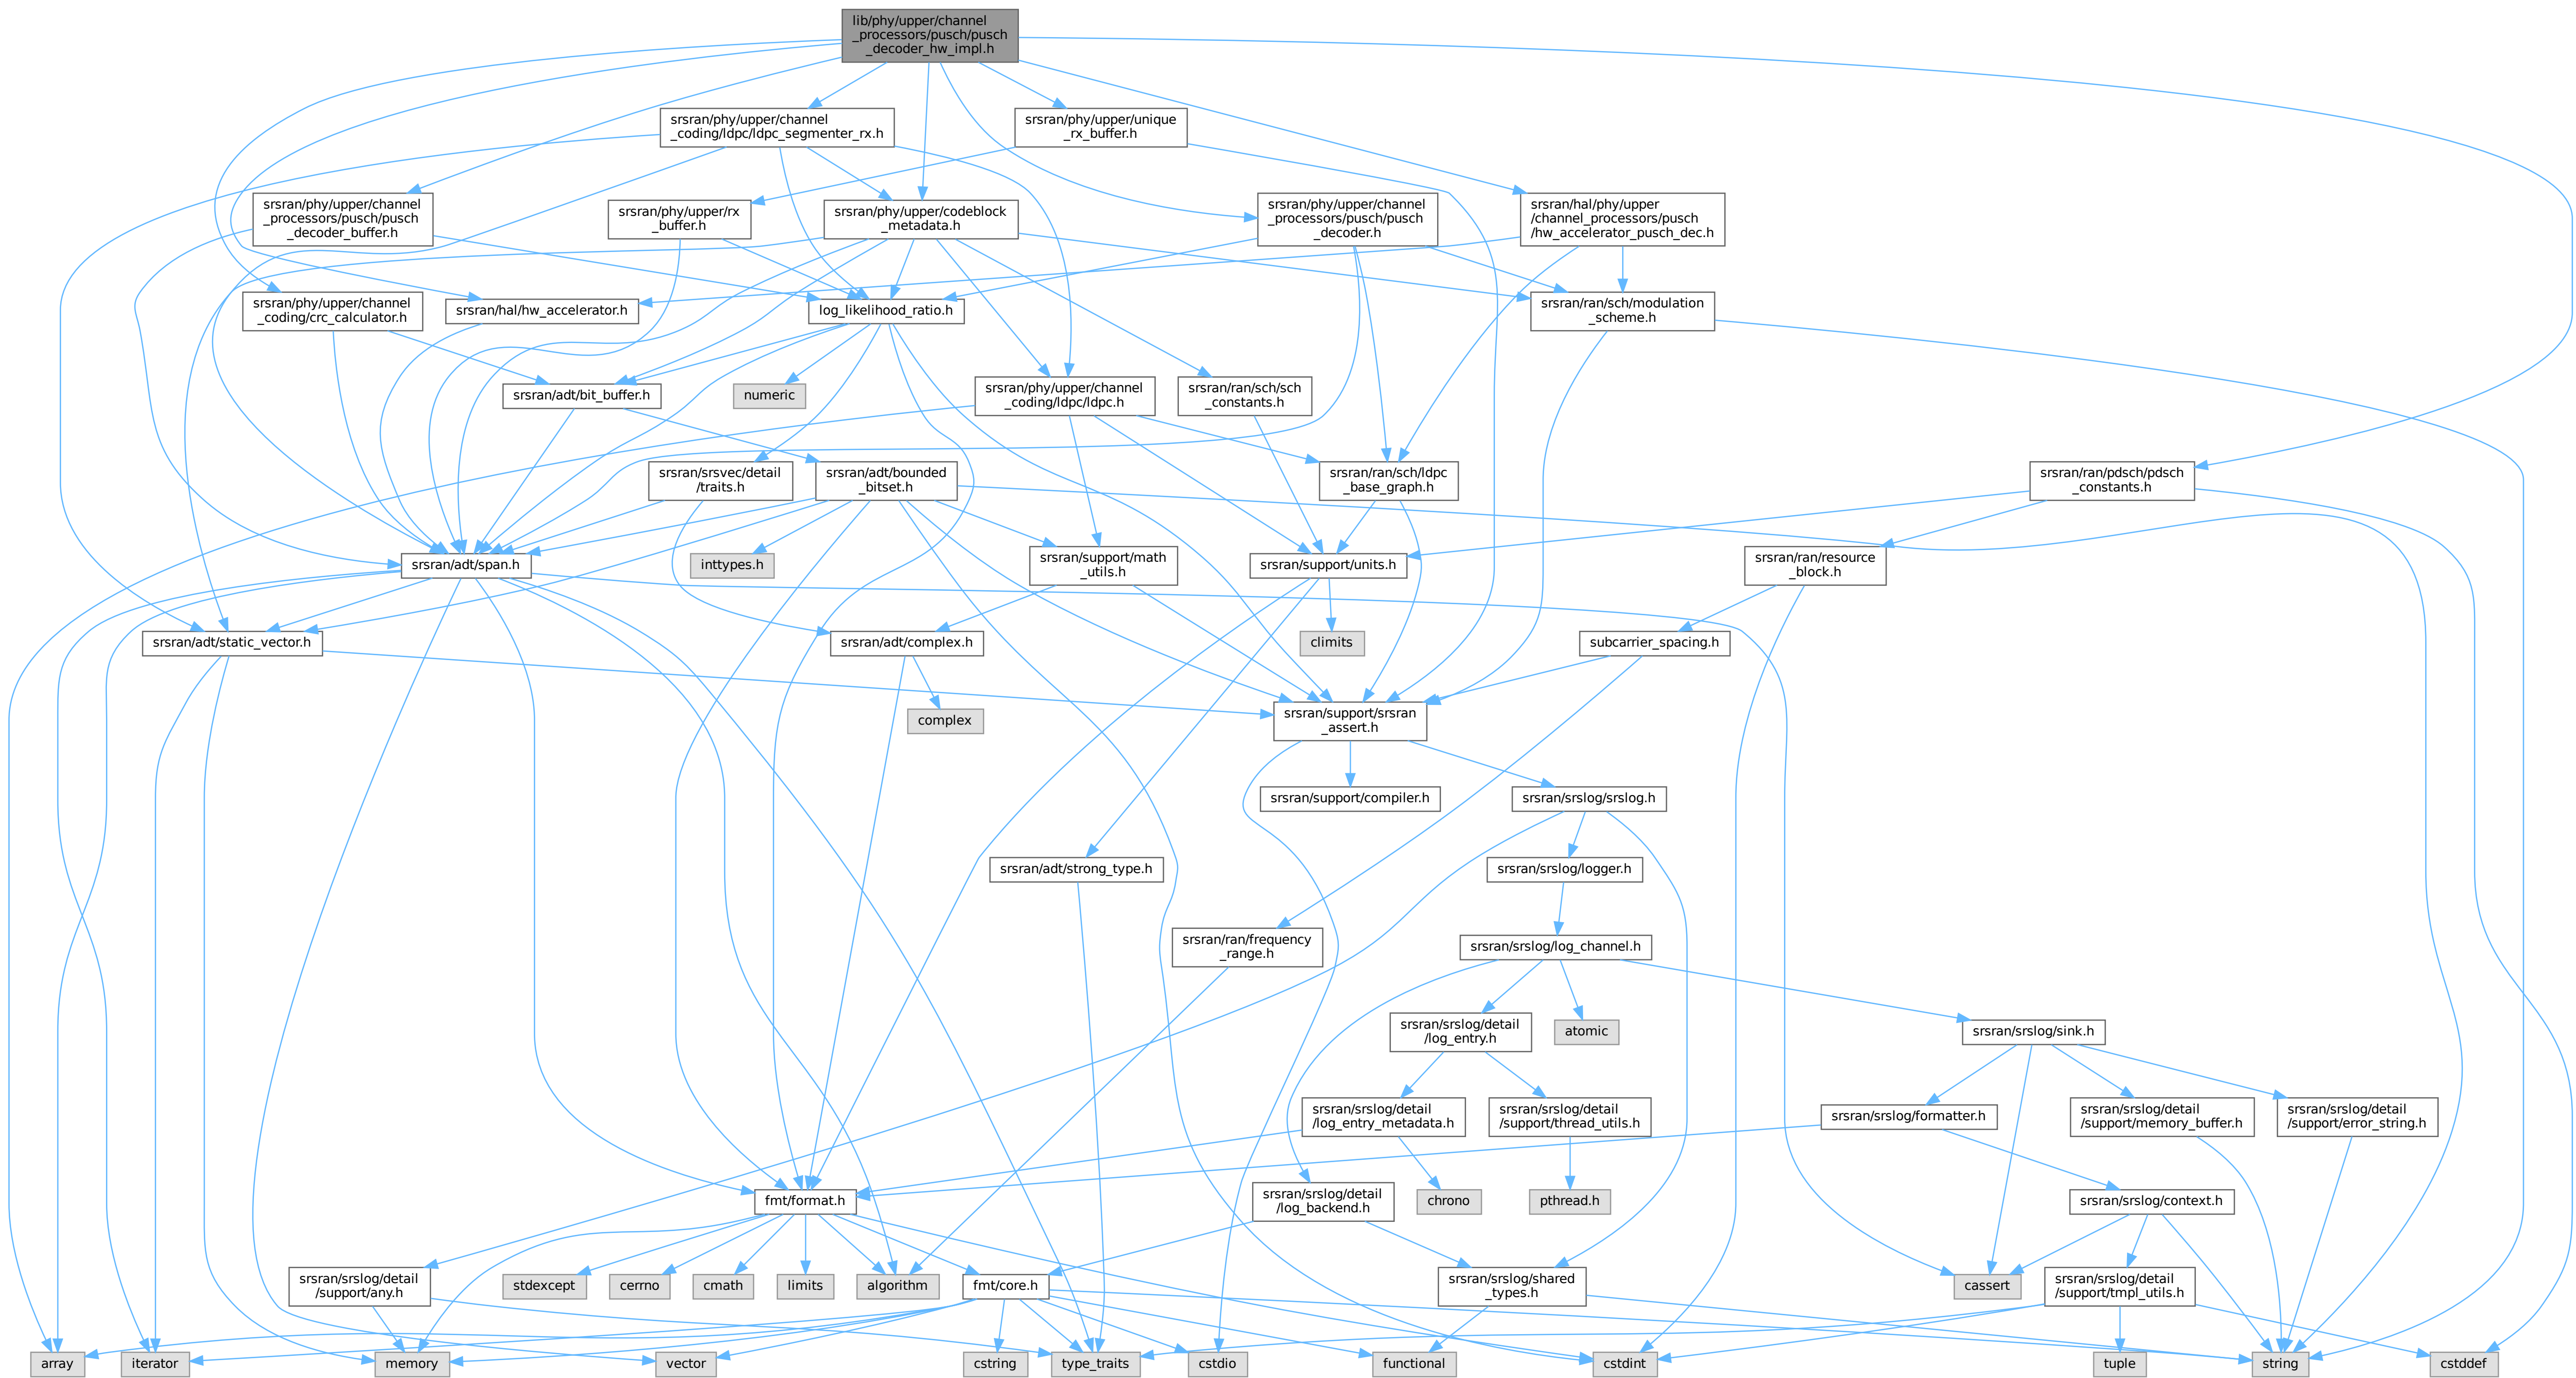 lib/phy/upper/channel
_processors/pusch/pusch
_decoder_hw_impl.h
srsran/phy/upper/channel
_coding/ldpc/ldpc_segmenter_rx.h
srsran/phy/upper/unique
_rx_buffer.h
srsran/phy/upper/channel
_processors/pusch/pusch
_decoder_buffer.h
srsran/phy/upper/rx
_buffer.h
srsran/phy/upper/codeblock
_metadata.h
srsran/phy/upper/channel
_processors/pusch/pusch
_decoder.h
srsran/hal/phy/upper
/channel_processors/pusch
/hw_accelerator_pusch_dec.h
srsran/phy/upper/channel
_coding/crc_calculator.h
srsran/hal/hw_accelerator.h
log_likelihood_ratio.h
srsran/ran/sch/modulation
_scheme.h
srsran/adt/bit_buffer.h
numeric
srsran/phy/upper/channel
_coding/ldpc/ldpc.h
srsran/ran/sch/sch
_constants.h
srsran/srsvec/detail
/traits.h
srsran/adt/bounded
_bitset.h
srsran/ran/sch/ldpc
_base_graph.h
srsran/ran/pdsch/pdsch
_constants.h
srsran/adt/span.h
inttypes.h
srsran/support/math
_utils.h
srsran/support/units.h
srsran/ran/resource
_block.h
srsran/adt/static_vector.h
srsran/adt/complex.h
climits
subcarrier_spacing.h
complex
srsran/support/srsran
_assert.h
srsran/support/compiler.h
srsran/srslog/srslog.h
srsran/adt/strong_type.h
srsran/srslog/logger.h
srsran/ran/frequency
_range.h
srsran/srslog/log_channel.h
srsran/srslog/detail
/log_entry.h
atomic
srsran/srslog/sink.h
srsran/srslog/detail
/log_entry_metadata.h
srsran/srslog/detail
/support/thread_utils.h
srsran/srslog/formatter.h
srsran/srslog/detail
/support/memory_buffer.h
srsran/srslog/detail
/support/error_string.h
fmt/format.h
srsran/srslog/detail
/log_backend.h
chrono
pthread.h
srsran/srslog/context.h
srsran/srslog/detail
/support/any.h
stdexcept
cerrno
cmath
limits
algorithm
fmt/core.h
srsran/srslog/shared
_types.h
cassert
srsran/srslog/detail
/support/tmpl_utils.h
array
iterator
memory
vector
cstring
type_traits
cstdio
functional
cstdint
tuple
string
cstddef